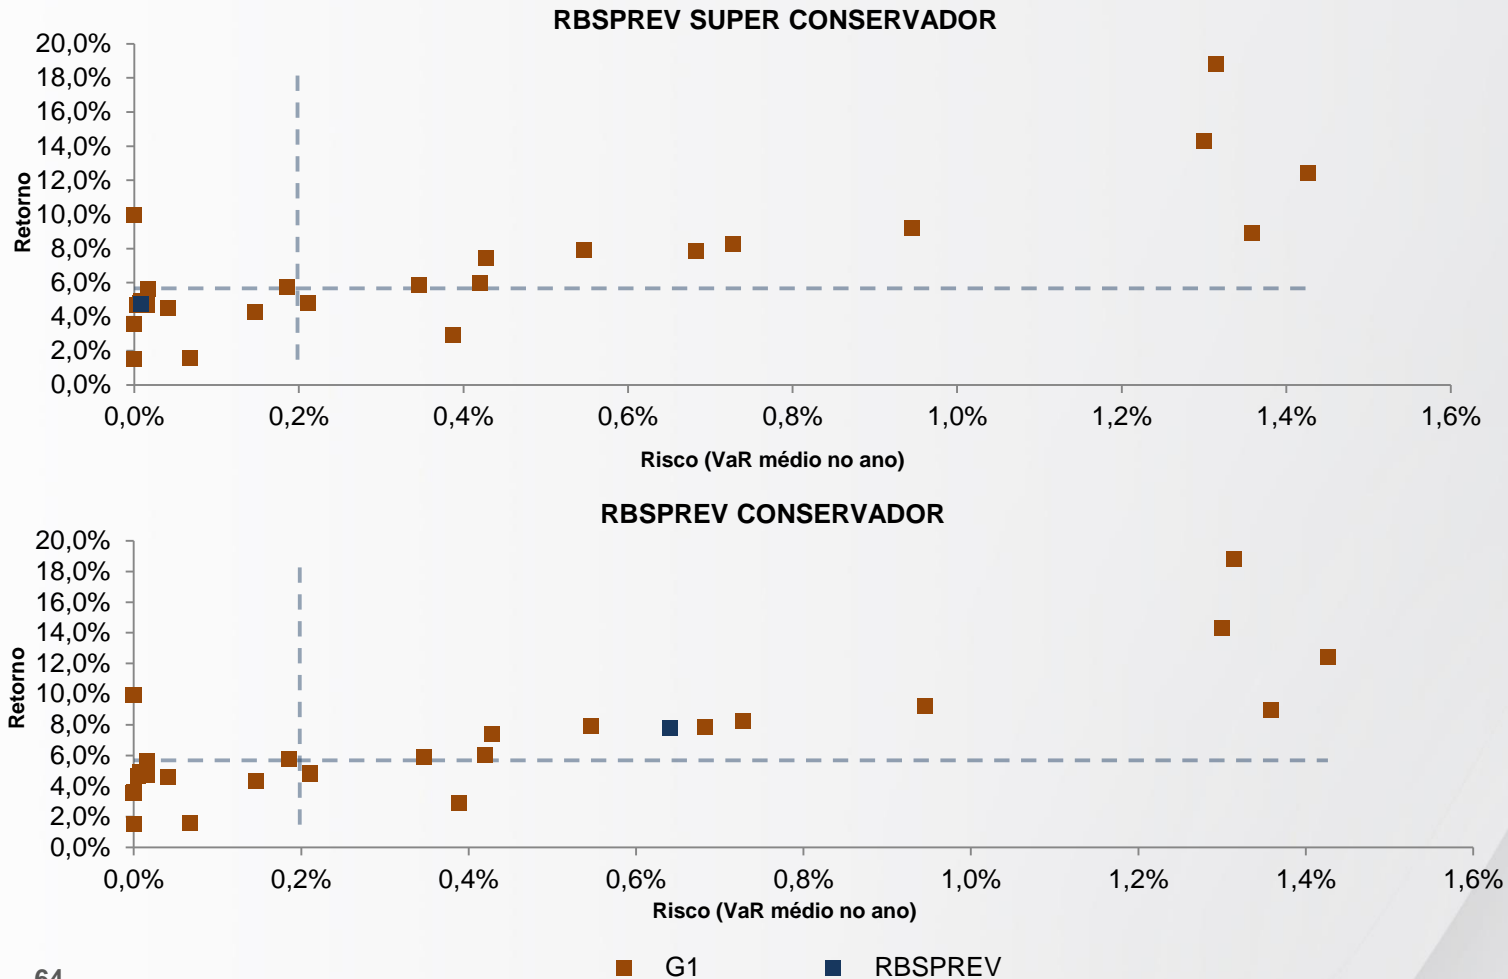 RBSPREV SUPER CONSERVADOR
20,0%
18,0%
16,0%
14,0%
12,0%
10,0%
8,0%
6,0%
4,0%
2,0%
0,0%
Retorno
0,0% 0,2% 0,4% 0,6% 0,8% 1,0% 1,2% 1,4% 1,6%
Risco (VaR médio no ano)
RBSPREV CONSERVADOR
20,0%
18,0%
16,0%
14,0%
12,0%
10,0%
8,0%
6,0%
4,0%
2,0%
0,0%
Retorno
0,0% 0,2% 0,4% 0,6% 0,8% 1,0% 1,2% 1,4% 1,6%
Risco (VaR médio no ano)
G1 RBSPREV
64